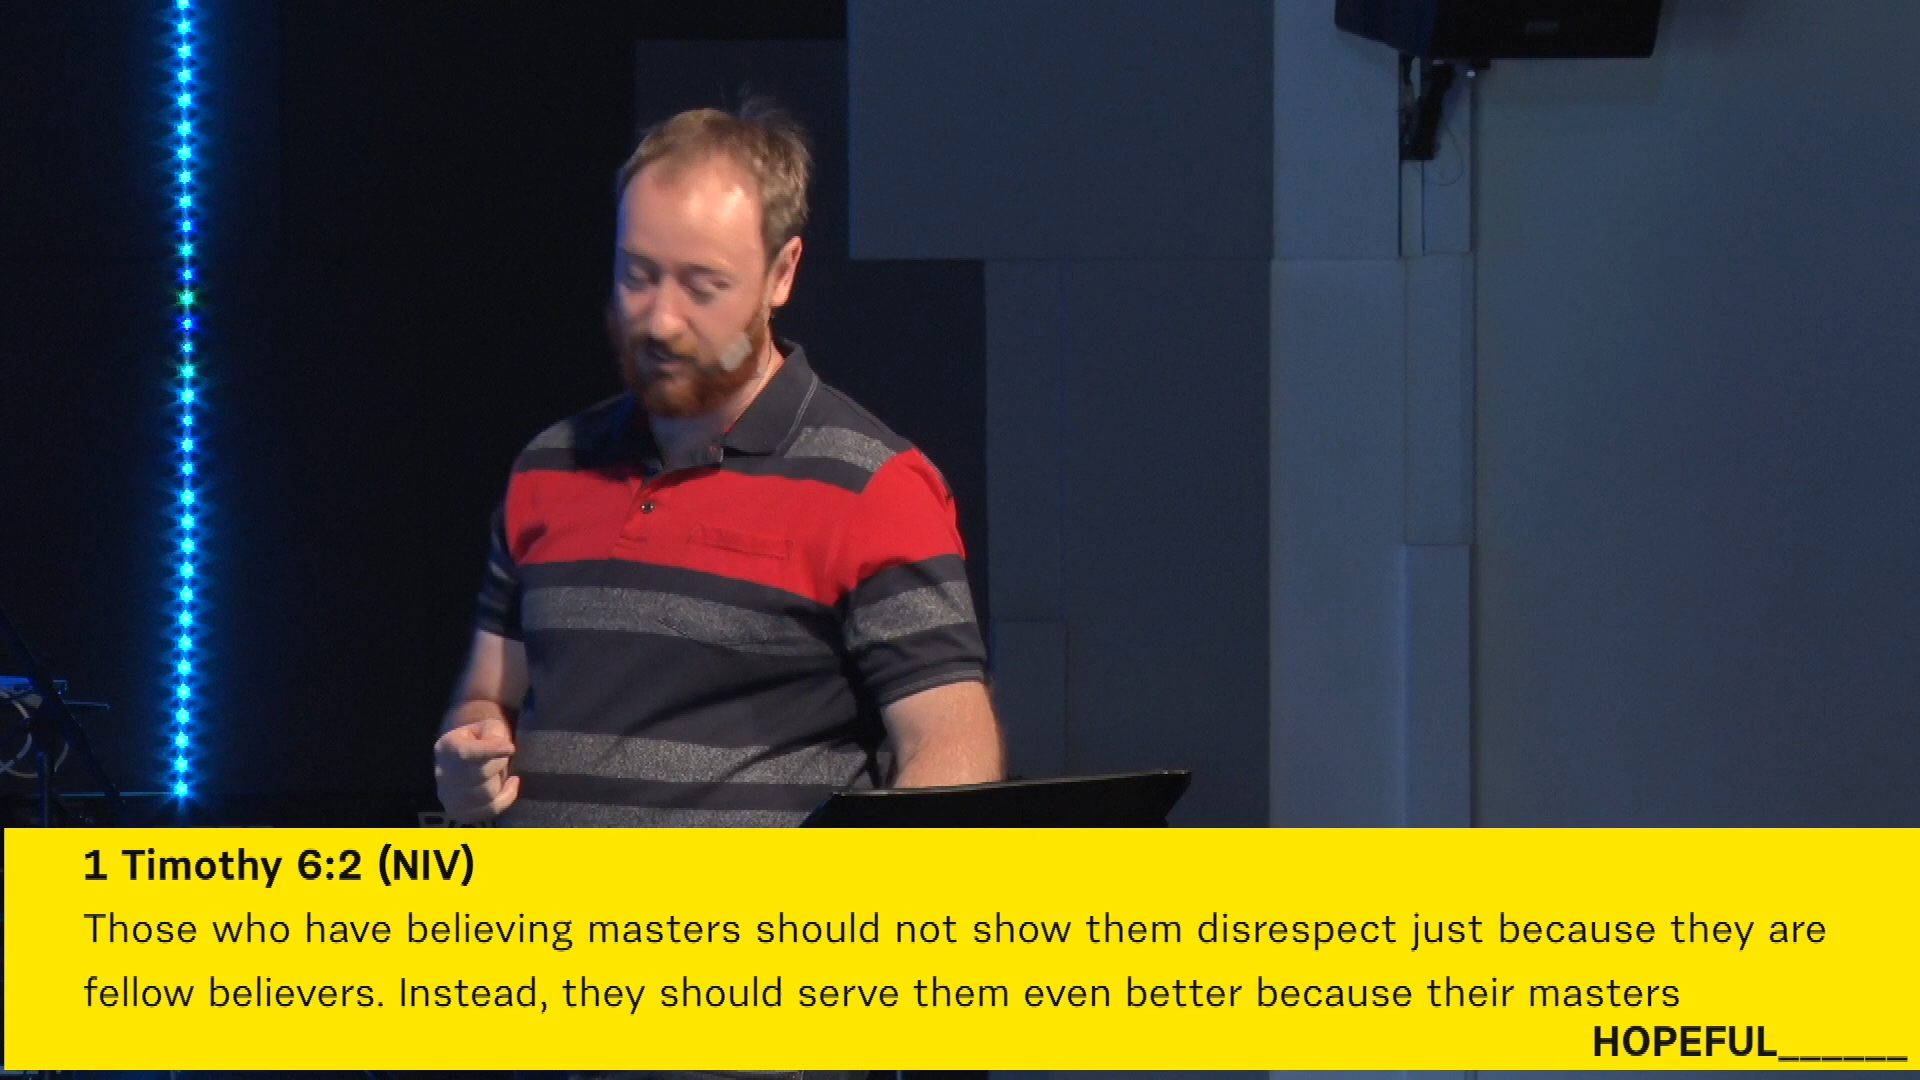 1 Timothy 6:2 (NIV)
Those who have believing masters should not show them disrespect just because they are
fellow believers. Instead, they should serve them even better because their masters
HOPEFUL______